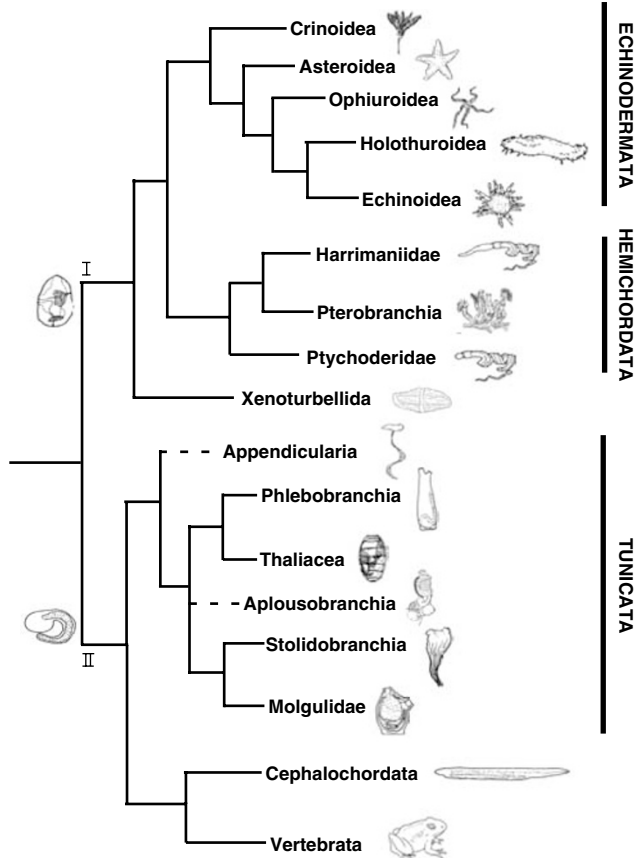 Crinoidea
Asteroidea
Ophiuroidea
Holothuroidea
Echinoidea
ECHINODERMATA
I
Harrimaniidae
Pterobranchia
Ptychoderidae
HEMICHORDATA
Xenoturbellida
Appendicularia
Phlebobranchia
Thaliacea
Aplousobranchia
Stolidobranchia
Molgulidae
TUNICATA
II
Cephalochordata
Vertebrata